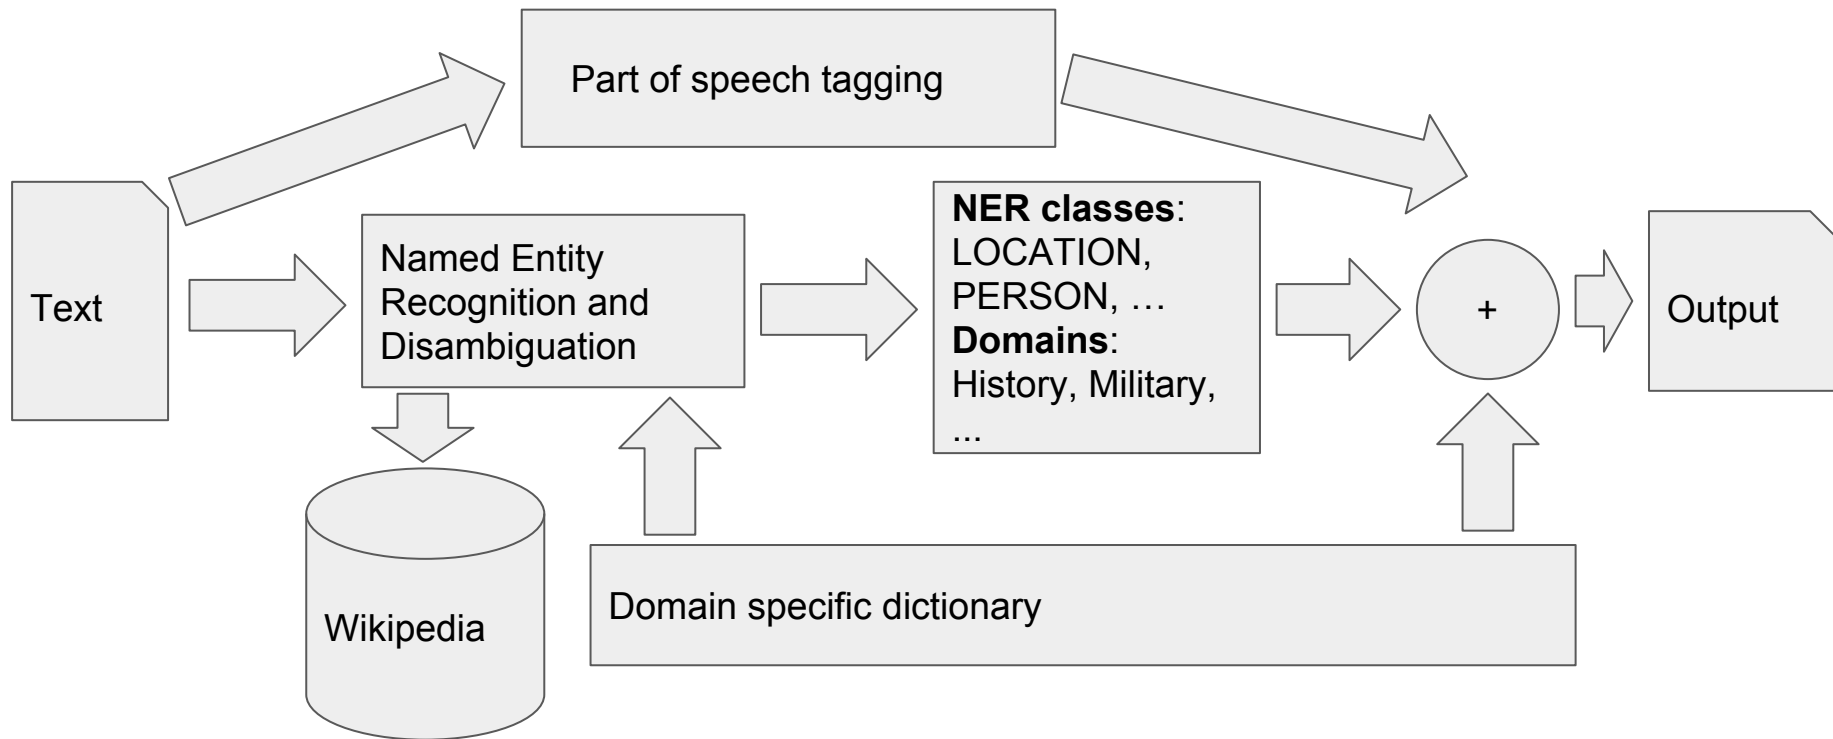 Part of speech tagging
Text
Named Entity
Recognition and
Disambiguation
NER classes:
LOCATION,
PERSON, …
Domains:
History, Military,
...
+
Output
Wikipedia
Domain specific dictionary